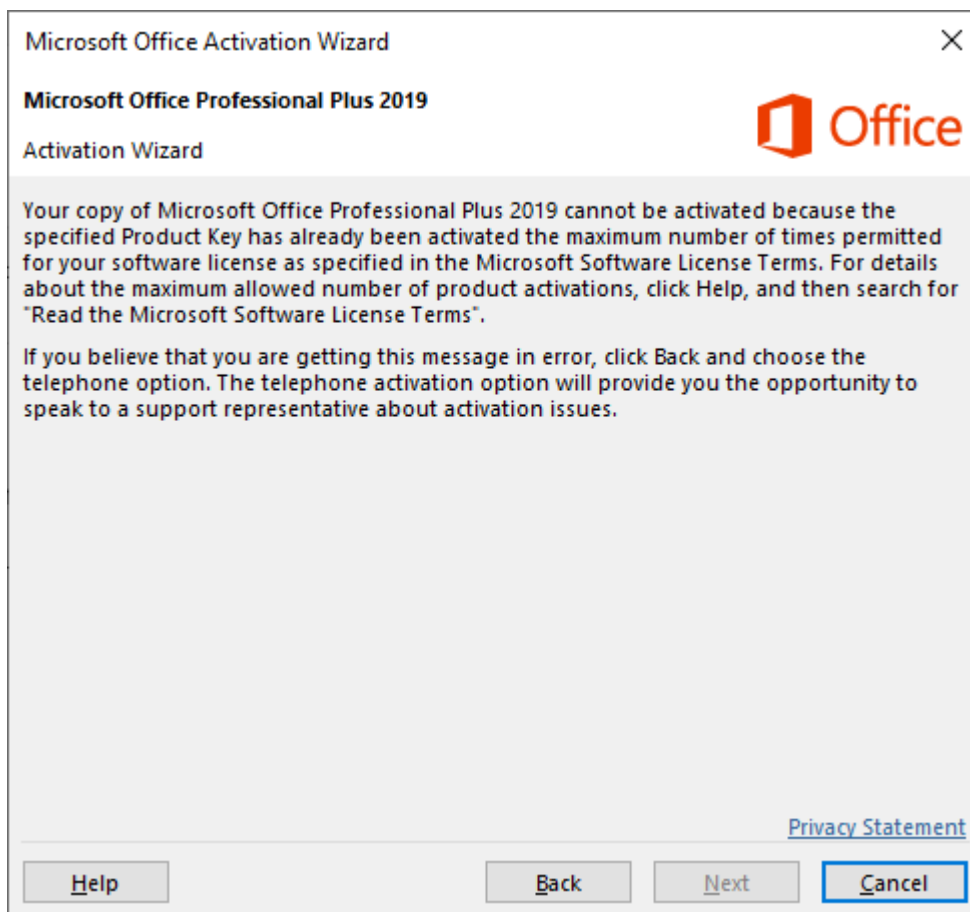 Microsoft Office Activation Wizard
Microsoft Office Professional Plus 2019
Office
Activation Wizard
Your copy of Microsoft Office Professional Plus 2019 cannot be activated because the
specified Product Key has already been activated the maximum number of times permitted
for your software license as specified in the Microsoft Software License Terms. For details
about the maximum allowed number of product activations, click Help, and then search for
"Read the Microsoft Software License Terms".
If you believe that you are getting this message in error, click Back and choose the
telephone option. The telephone activation option will provide you the opportunity to
speak to a support representative about activation issues.
Privacy Statement
Help
Back
Next
Cancel